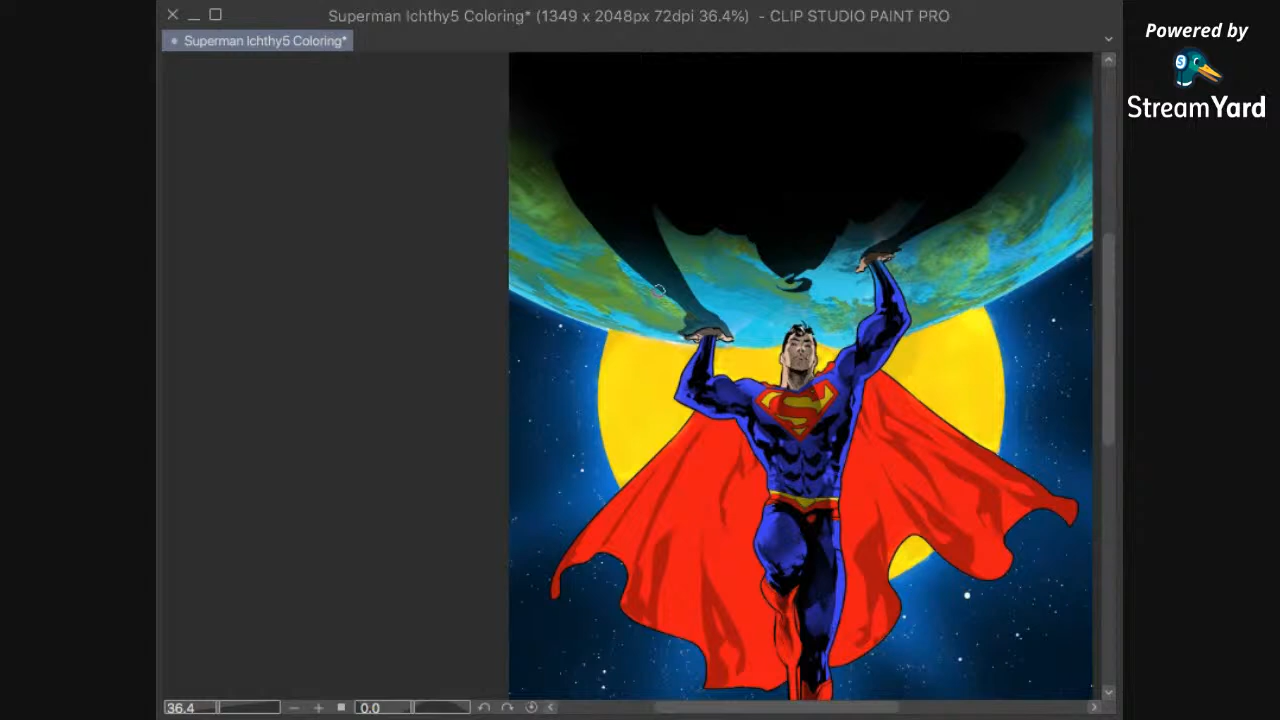 Superman Ichthy5 Coloring* (1349 x 2048px 72dpi 36.4%) - CLIP STUDIO PAINT PRO
Superman Ichthy5 Coloring*
Powered by
S
StreamYard
S
36.4
0.0